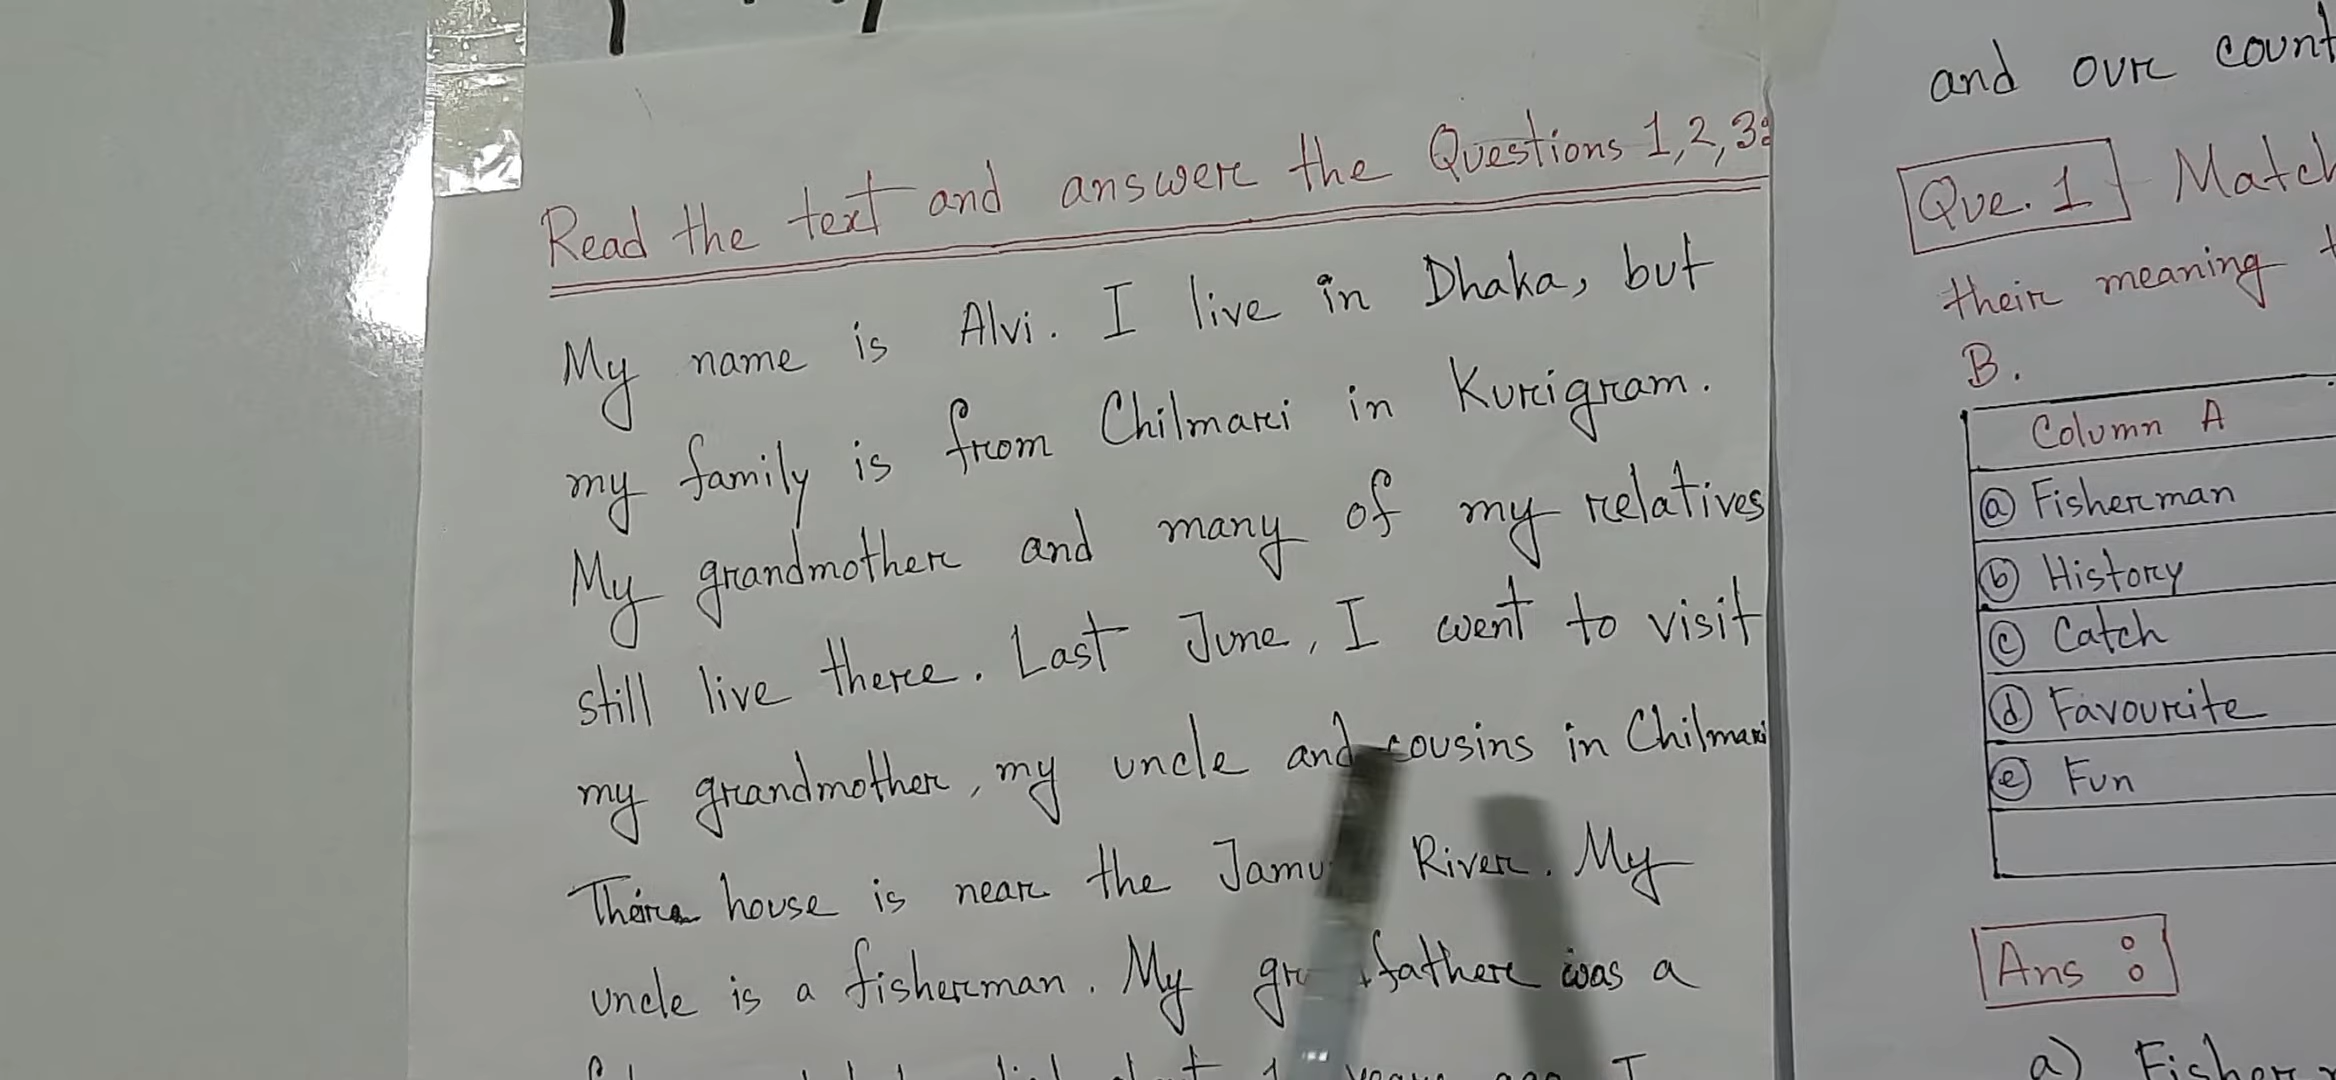 Read the text and answer the Questions 1,2,3:
My name is Alvi. I live in Dhaka, but
my family is from Chilmari in Kurigram.
My grandmother and many of my relatives
still live there. Last June, I went to visit
my grandmother, my uncle and cousins in Chilmari
house is near the River. My
uncle is a fisherman. My was a
and our
Que. 1 Match
their meaning
B.
Column A
a Fisherman
b History
c Catch
d Favourite
e Fun
Ans :
a)